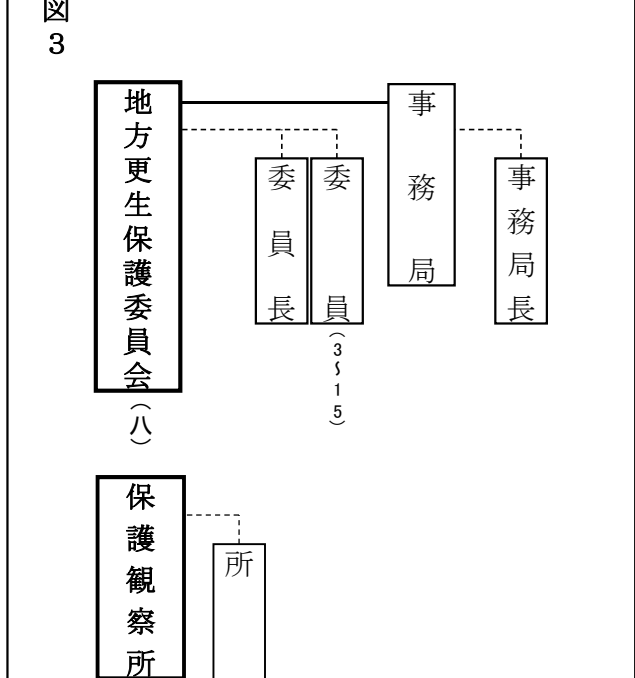 図3
地方更生保護委員会(八)
委員長
委員(3~15)
事務局
事務局長
保護観察所
所